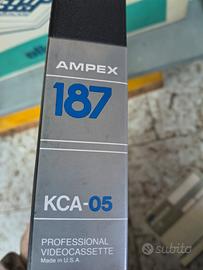 AMPEX
187
KCA-05
PROFESSIONAL
VIDEOCASSETTE
Made in U.S.A.
subito